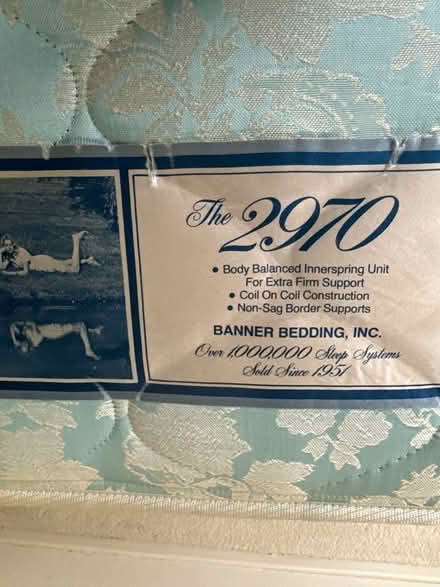 The 2970
• Body Balanced Innerspring Unit
For Extra Firm Support
• Coil On Coil Construction
• Non-Sag Border Supports
BANNER BEDDING, INC.
Over 1,000,000 Sleep Systems
Sold Since 1951